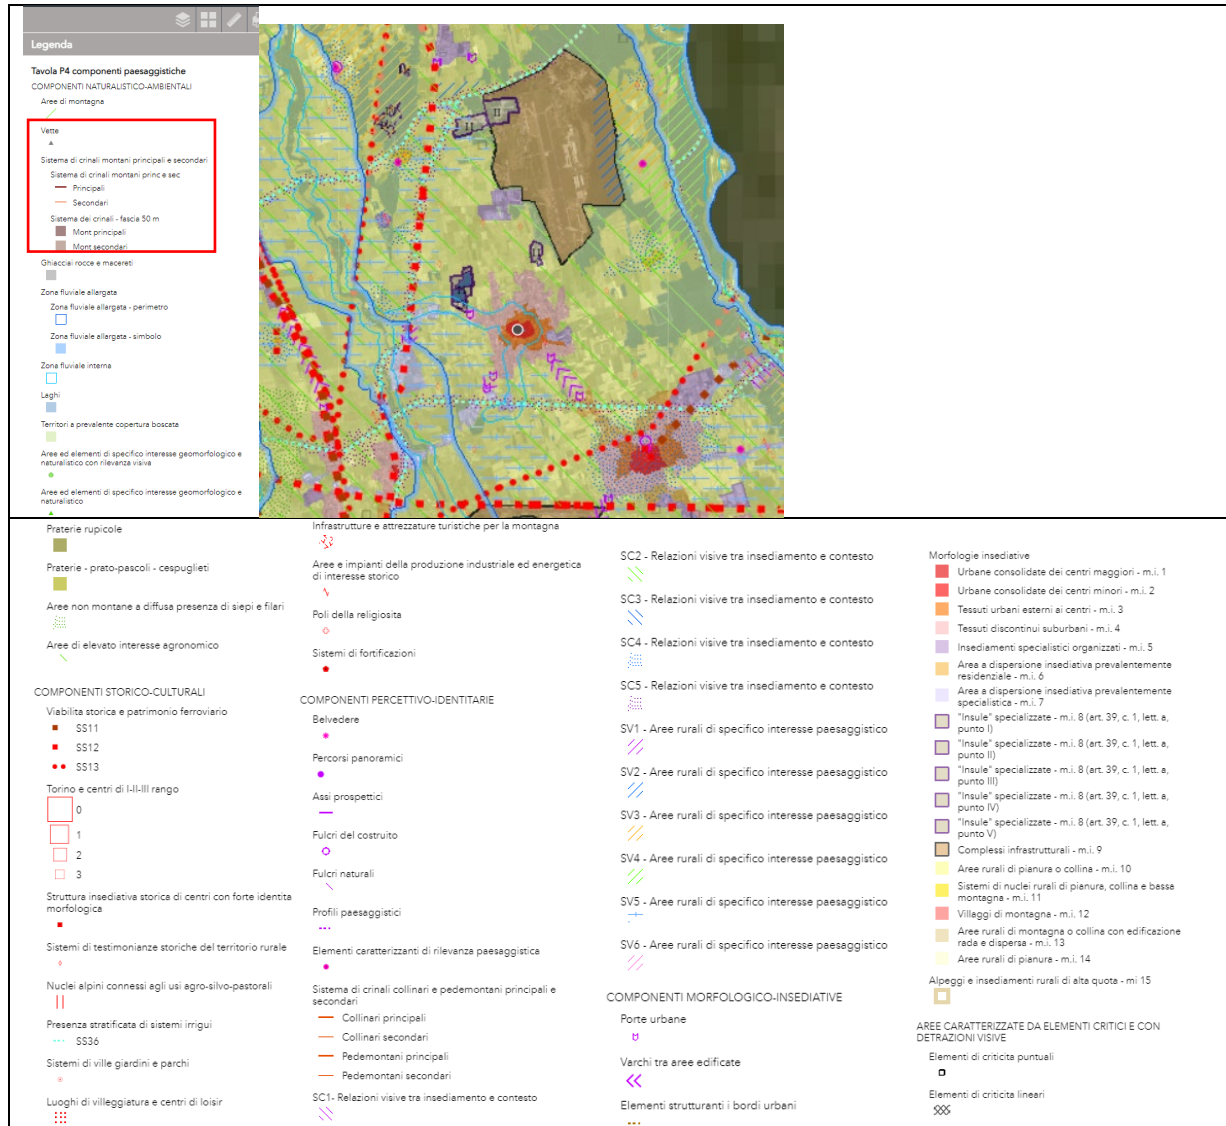 Legenda
Tavola P4 componenti paesaggistiche
COMPONENTI NATURALISTICO-AMBIENTALI
Aree di montagna
Vette
Sistema di crinali montani principali e secondari
Sistema di crinali montani princ e sec
Principali
Secondari
Sistema dei crinali - fascia 50 m
Mont principali
Mont secondari
Ghiacciai rocce e macereti
Zona fluviale allargata
Zona fluviale allargata - perimetro
Zona fluviale allargata - simbolo
Zona fluviale interna
Laghi
Territori a prevalente copertura boscata
Aree ed elementi di specifico interesse geomorfologico e
naturalistico con rilevanza visiva
Aree ed elementi di specifico interesse geomorfologico e
naturalistico
II
II
Praterie rupicole
Praterie - prato-pascoli - cespuglieti
Aree non montane a diffusa presenza di siepi e filari
Aree di elevato interesse agronomico
COMPONENTI STORICO-CULTURALI
Viabilita storica e patrimonio ferroviario
SS11
SS12
SS13
Torino e centri di I-II-III rango
0
1
2
3
Struttura insediativa storica di centri con forte identita
morfologica
Sistemi di testimonianze storiche del territorio rurale
Nuclei alpini connessi agli usi agro-silvo-pastorali
Presenza stratificata di sistemi irrigui
SS36
Sistemi di ville giardini e parchi
Luoghi di villeggiatura e centri di loisir
Infrastrutture e attrezzature turistiche per la montagna
Aree e impianti della produzione industriale ed energetica
di interesse storico
Poli della religiosita
Sistemi di fortificazioni
COMPONENTI PERCETTIVO-IDENTITARIE
Belvedere
Percorsi panoramici
Assi prospettici
Fulcri del costruito
Fulcri naturali
Profili paesaggistici
Elementi caratterizzanti di rilevanza paesaggistica
Sistema di crinali collinari e pedemontani principali e
secondari
Collinari principali
Collinari secondari
Pedemontani principali
Pedemontani secondari
SC1- Relazioni visive tra insediamento e contesto
SC2 - Relazioni visive tra insediamento e contesto
SC3 - Relazioni visive tra insediamento e contesto
SC4 - Relazioni visive tra insediamento e contesto
SC5 - Relazioni visive tra insediamento e contesto
SV1 - Aree rurali di specifico interesse paesaggistico
SV2 - Aree rurali di specifico interesse paesaggistico
SV3 - Aree rurali di specifico interesse paesaggistico
SV4 - Aree rurali di specifico interesse paesaggistico
SV5 - Aree rurali di specifico interesse paesaggistico
SV6 - Aree rurali di specifico interesse paesaggistico
COMPONENTI MORFOLOGICO-INSEDIATIVE
Porte urbane
Varchi tra aree edificate
Elementi strutturanti i bordi urbani
Morfologie insediative
Urbane consolidate dei centri maggiori - m.i. 1
Urbane consolidate dei centri minori - m.i. 2
Tessuti urbani esterni ai centri - m.i. 3
Tessuti discontinui suburbani - m.i. 4
Insediamenti specialistici organizzati - m.i. 5
Area a dispersione insediativa prevalentemente
residenziale - m.i. 6
Area a dispersione insediativa prevalentemente
specialistica - m.i. 7
"Insule" specializzate - m.i. 8 (art. 39, c. 1, lett. a,
punto I)
"Insule" specializzate - m.i. 8 (art. 39, c. 1, lett. a,
punto II)
"Insule" specializzate - m.i. 8 (art. 39, c. 1, lett. a,
punto III)
"Insule" specializzate - m.i. 8 (art. 39, c. 1, lett. a,
punto IV)
"Insule" specializzate - m.i. 8 (art. 39, c. 1, lett. a,
punto V)
Complessi infrastrutturali - m.i. 9
Aree rurali di pianura o collina - m.i. 10
Sistemi di nuclei rurali di pianura, collina e bassa
montagna - m.i. 11
Villaggi di montagna - m.i. 12
Aree rurali di montagna o collina con edificazione
rada e dispersa - m.i. 13
Aree rurali di pianura - m.i. 14
Alpeggi e insediamenti rurali di alta quota - mi 15
AREE CARATTERIZZATE DA ELEMENTI CRITICI E CON
DETRAZIONI VISIVE
Elementi di criticita puntuali
Elementi di criticita lineari